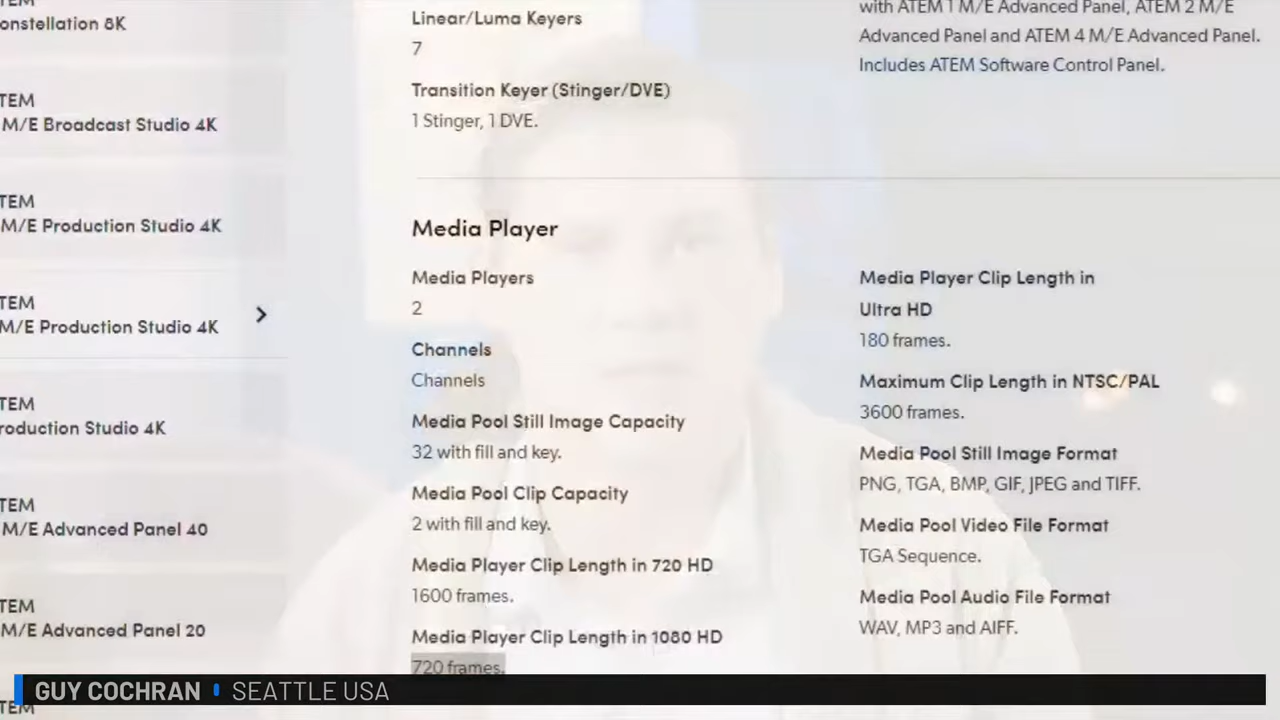 onstellation 8K
TEM
M/E Broadcast Studio 4K
TEM
M/E Production Studio 4K
TEM
M/E Production Studio 4K
TEM
roduction Studio 4K
TEM
M/E Advanced Panel 40
TEM
M/E Advanced Panel 20
TEM
Linear/Luma Keyers
7
Transition Keyer (Stinger/DVE)
1 Stinger, 1 DVE.
with ATEM 1 M/E Advanced Panel, ATEM 2 M/E
Advanced Panel and ATEM 4 M/E Advanced Panel.
Includes ATEM Software Control Panel.
Media Player
Media Players
2
Channels
Channels
Media Pool Still Image Capacity
32 with fill and key.
Media Pool Clip Capacity
2 with fill and key.
Media Player Clip Length in 720 HD
1600 frames.
Media Player Clip Length in 1080 HD
720 frames.
Media Player Clip Length in
Ultra HD
180 frames.
Maximum Clip Length in NTSC/PAL
3600 frames.
Media Pool Still Image Format
PNG, TGA, BMP, GIF, JPEG and TIFF.
Media Pool Video File Format
TGA Sequence.
Media Pool Audio File Format
WAV, MP3 and AIFF.
GUY COCHRAN SEATTLE USA